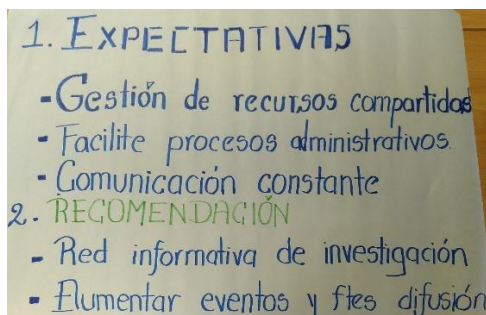 1. EXPECTATIVAS
- Gestión de recursos compartidos
- Facilite procesos administrativos.
- Comunicación constante
2. RECOMENDACIÓN
- Red informativa de investigación
- Aumentar eventos y ftes difusión